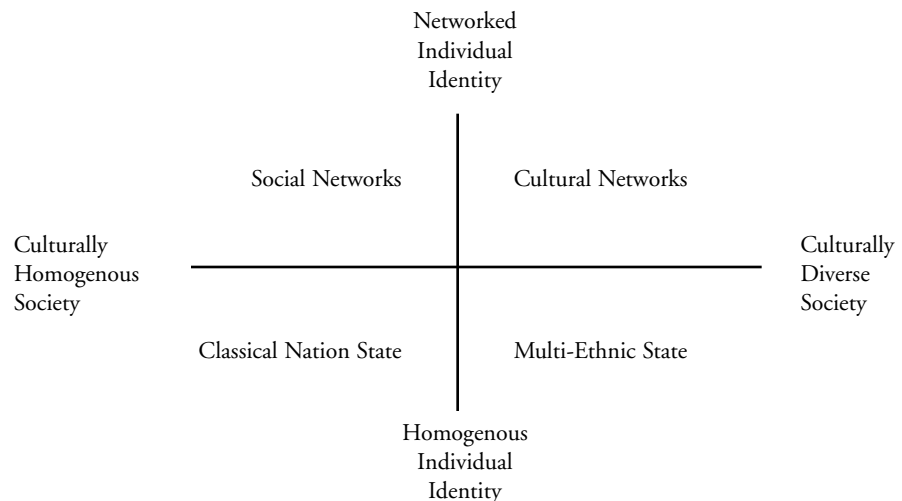 Networked
Individual
Identity
Social Networks
Cultural Networks
Culturally
Homogenous
Society
Culturally
Diverse
Society
Classical Nation State
Multi-Ethnic State
Homogenous
Individual
Identity